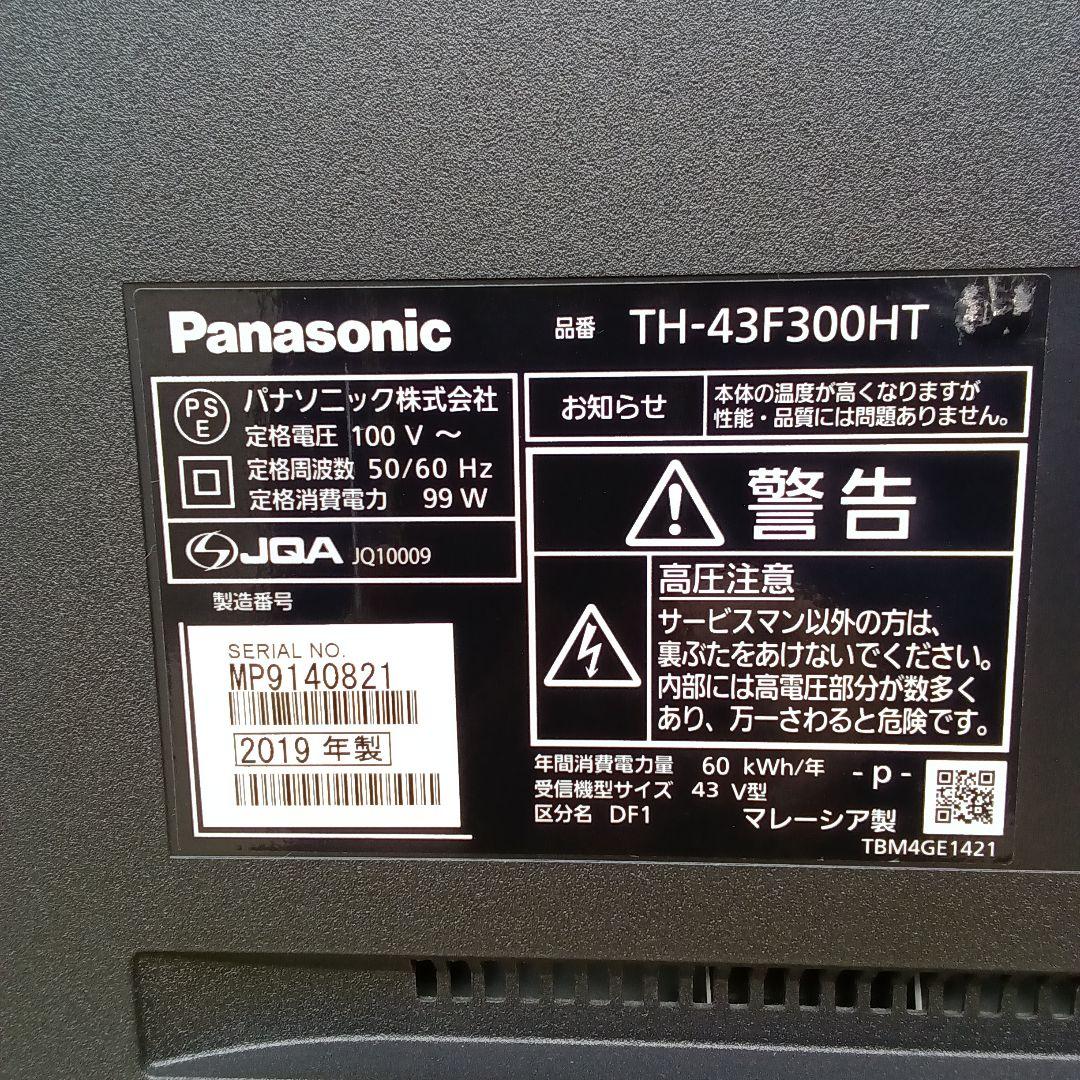 Panasonic
品番 TH-43F300HT
PS
E
パナソニック株式会社
定格電圧 100 V ～
定格周波数 50/60 Hz
定格消費電力 99 W
JQA JQ10009
製造番号
SERIAL NO.
MP9140821
2019 年製
お知らせ
本体の温度が高くなりますが
性能・品質には問題ありません。
警告
高圧注意
サービスマン以外の方は、
裏ぶたをあけないでください。
内部には高電圧部分が数多く
あり、万一さわると危険です。
年間消費電力量 60 kWh/年
受信機型サイズ 43 V型
区分名 DF1
- p -
マレーシア製
TBM4GE1421